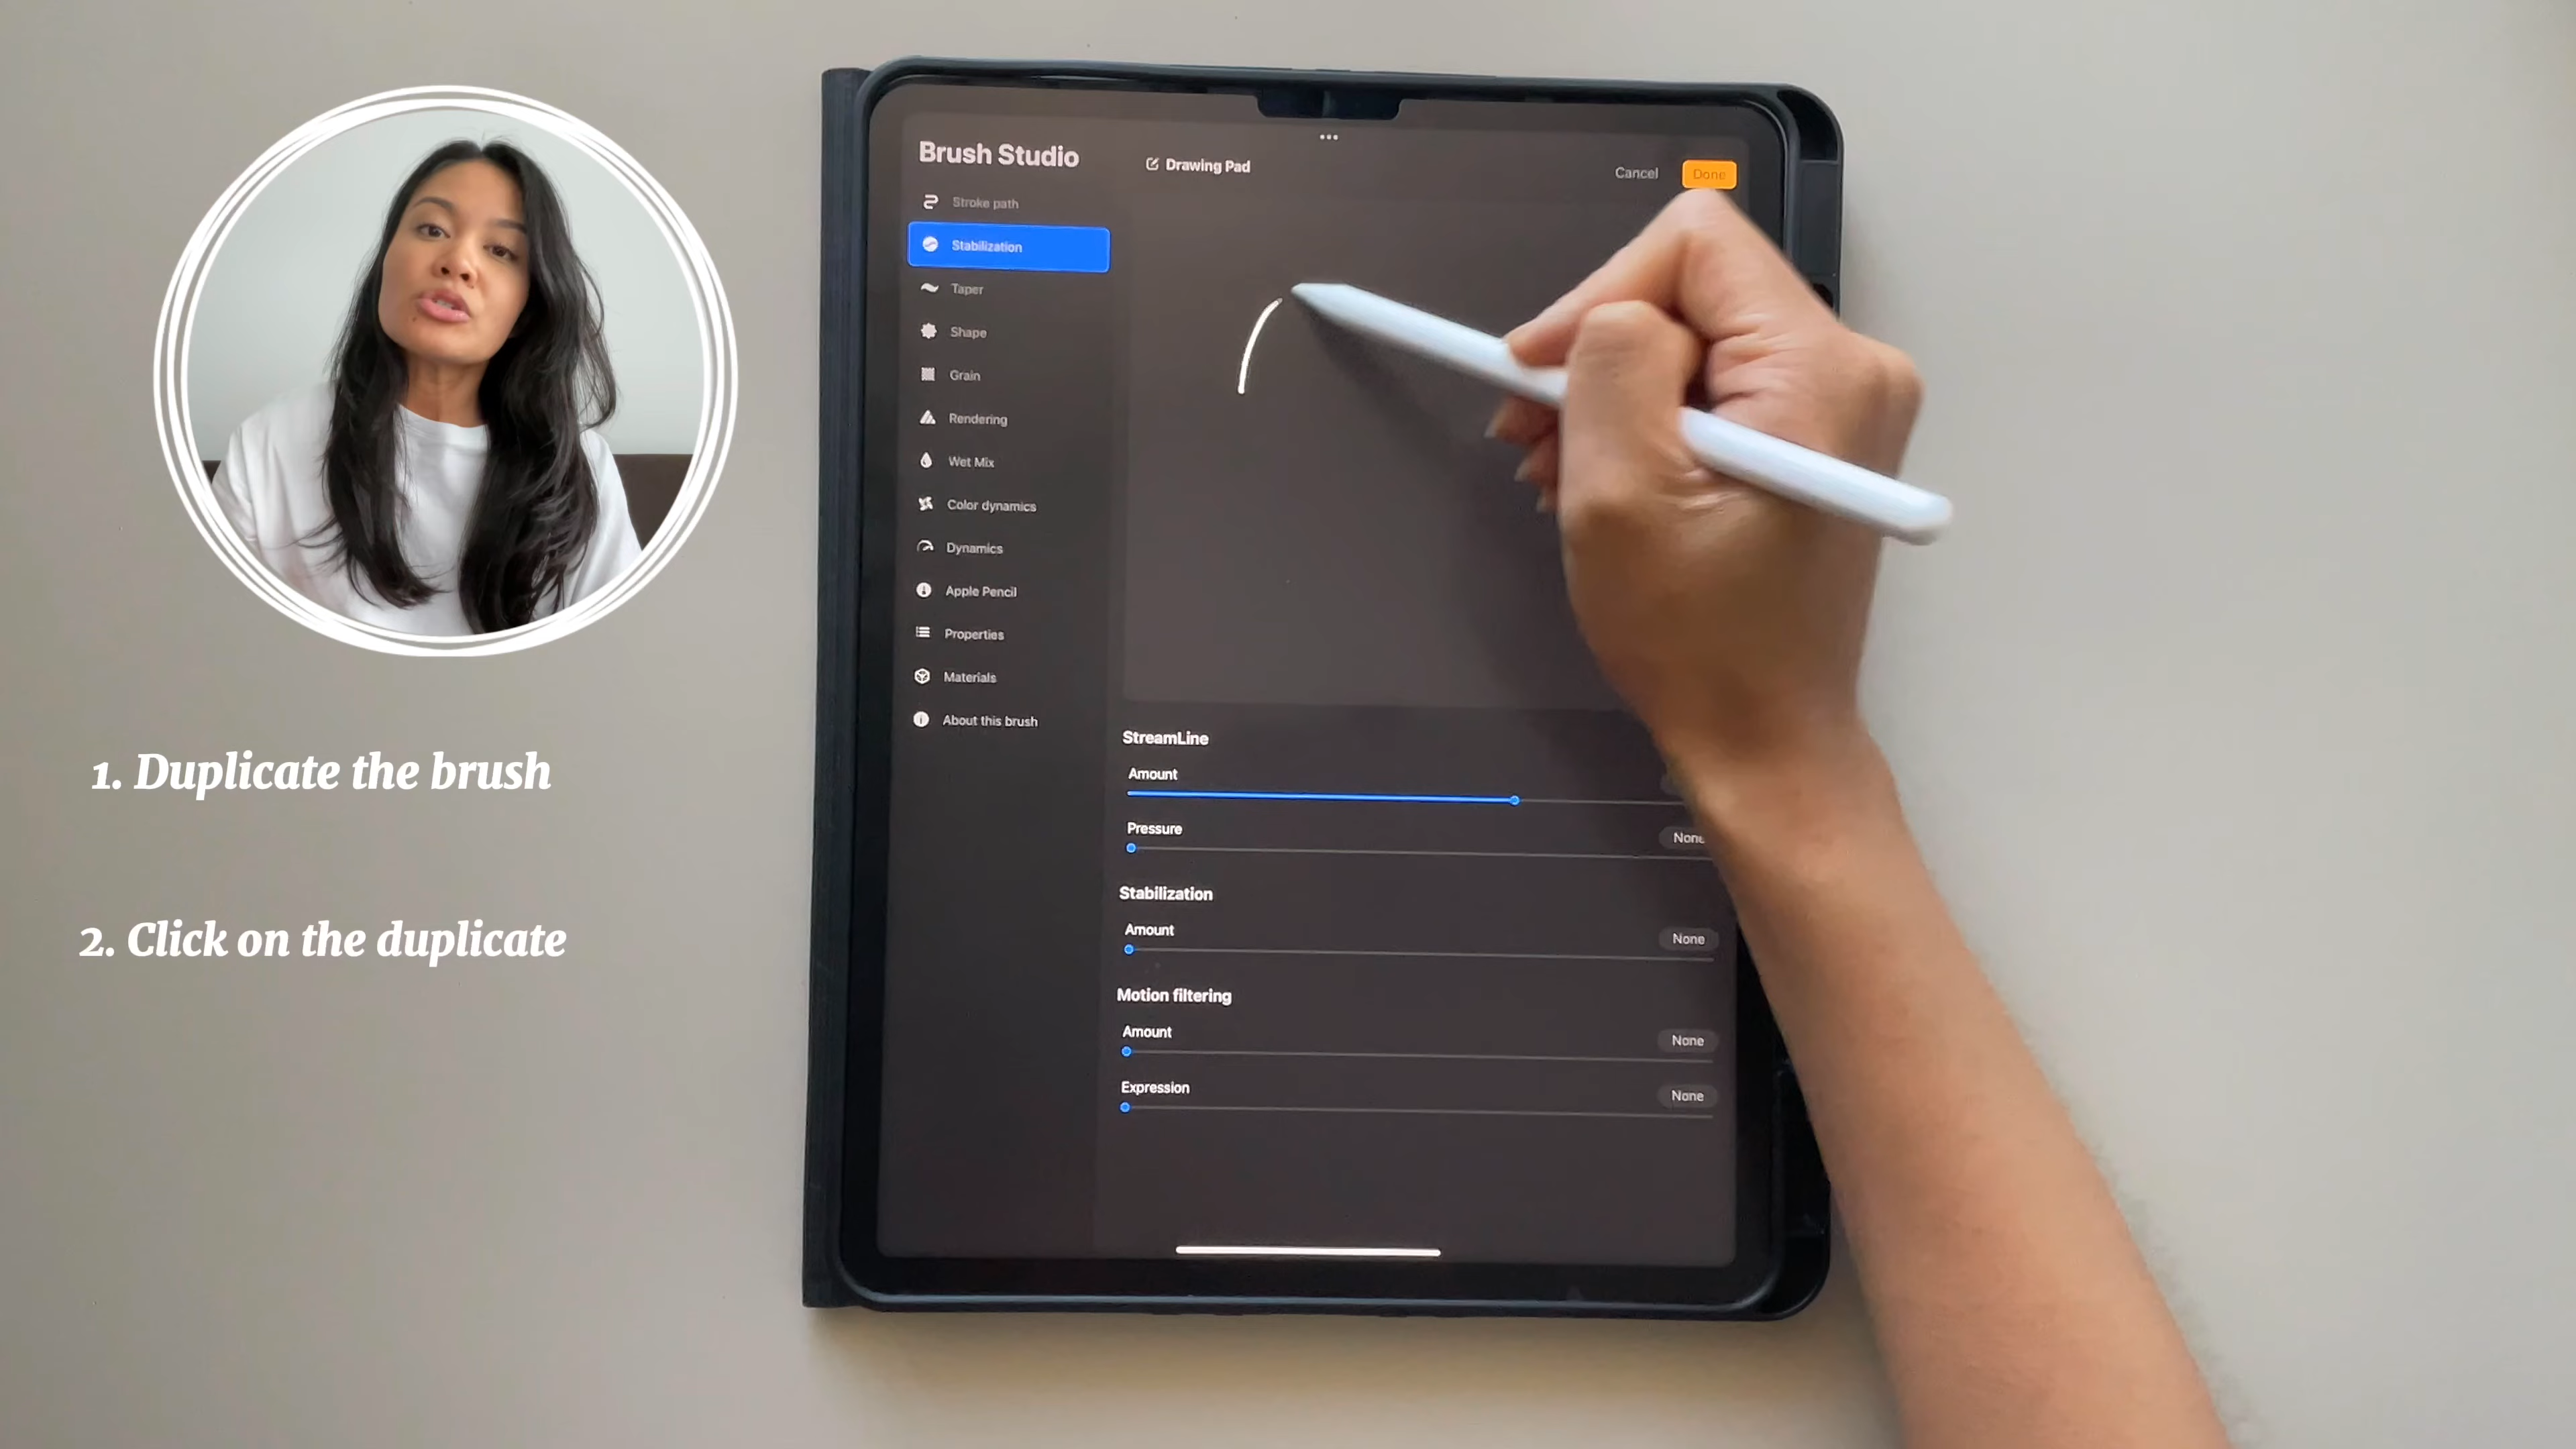 Brush Studio
Drawing Pad
Cancel
Done
Stroke path
Stabilization
Taper
Shape
Grain
Rendering
Wet Mix
Color dynamics
Dynamics
Apple Pencil
Properties
Materials
About this brush
StreamLine
Amount
Pressure
None
Stabilization
Amount
None
Motion filtering
Amount
None
Expression
None
1. Duplicate the brush
2. Click on the duplicate